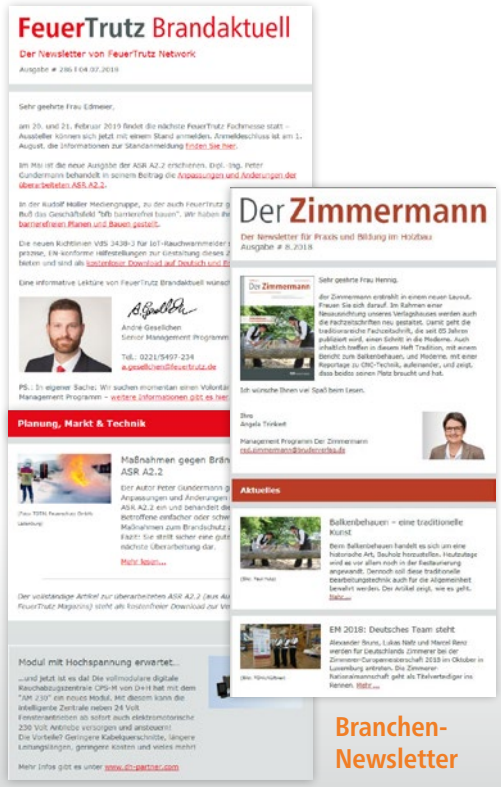 FeuerTrutz Brandaktuell
Der Newsletter von FeuerTrutz Network
Ausgabe # 286 I 04.07.2018
Sehr geehrte Frau Edmeier,
am 20. und 21. Februar 2019 findet die nächste FeuerTrutz Fachmesse statt –
Aussteller können sich jetzt mit einem Stand anmelden. Anmeldeschluss ist am 1.
August, die Informationen zur Standanmeldung finden Sie hier.
Im Mai ist die neue Ausgabe der ASR A2.2 erschienen. Dipl.-Ing. Peter
Gundermann behandelt in seinem Beitrag die Anpassungen und Änderungen der
überarbeiteten ASR A2.2.
In der Rudolf Müller Mediengruppe, zu der auch FeuerTrutz g
Buß das Geschäftsfeld "bfb barrierefrei bauen". Wir haben ihr
barrierefreien Planen und Bauen gestellt.
Die neuen Richtlinien VdS 3438-3 für IoT-Rauchwarnmelder s
präzise, EN-konforme Hilfestellungen zur Gestaltung dieses Z
bieten und sind als kostenloser Download auf Deutsch und E
Eine informative Lektüre von FeuerTrutz Brandaktuell wünsch
André Gesellchen
Senior Management Programm
Tel.: 0221/5497-234
a.gesellchen@feuertrutz.de
PS.: In eigener Sache: Wir suchen momentan einen Volontär
Management Programm – weitere Informationen gibt es hier.
Planung, Markt & Technik
Maßnahmen gegen Brän
ASR A2.2
Der Autor Peter Gundermann g
Anpassungen und Änderungen
ASR A2.2 ein und behandelt die
Betroffene einfacher oder schw
Maßnahmen zum Brandschutz z
Fazit: Sie stellt sicher eine gut
nächste Überarbeitung dar.
Mehr lesen...
(Foto: TOTAL Feuerschutz GmbH,
Ladenburg)
Der vollständige Artikel zur überarbeiteten ASR A2.2 (aus Au
FeuerTrutz Magazins) steht als kostenfreier Download zur Ve
Modul mit Hochspannung erwartet...
...und jetzt ist es da! Die vollmodulare digitale
Rauchabzugszentrale CPS-M von D+H hat mit dem
"AM 230" ein neues Modul. Mit diesem kann die
intelligente Zentrale neben 24 Volt
Fensterantrieben ab sofort auch elektromotorische
230 Volt Antriebe versorgen und ansteuern!
Die Vorteile? Geringere Kabelquerschnitte, längere
Leitungslängen, geringere Kosten und vieles mehr!
Mehr Infos gibt es unter www.dh-partner.com
Der Zimmermann
Der Newsletter für Praxis und Bildung im Holzbau
Ausgabe # 8.2018
Der Zimmermann
Sehr geehrte Frau Hennig,
der Zimmermann erstrahlt in einem neuen Layout.
Freuen Sie sich darauf. Im Rahmen einer
Neuausrichtung unseres Verlagshauses werden auch
die Fachzeitschriften neu gestaltet. Damit geht die
traditionsreiche Fachzeitschrift, die seit 85 Jahren
publiziert wird, einen Schritt in die Moderne. Auch
inhaltlich treffen in diesem Heft Tradition, mit einem
Bericht zum Balkenbehauen, und Moderne, mit einer
Reportage zu CNC-Technik, aufeinander, und zeigt,
dass beides seinen Platz braucht und hat.
Ich wünsche Ihnen viel Spaß beim Lesen.
Ihre
Angela Trinkert
Management Programm Der Zimmermann
red.zimmermann@bruderverlag.de
Aktuelles
Balkenbehauen – eine traditionelle
Kunst
Beim Balkenbehauen handelt es sich um eine
historische Art, Bauholz herzustellen. Heutzutage
wird es vor allem noch in der Restaurierung
angewandt. Dennoch soll diese traditionelle
Bearbeitungstechnik auch für die Allgemeinheit
bewahrt werden. Der Artikel zeigt, wie es geht.
Mehr...
EM 2018: Deutsches Team steht
Alexander Bruns, Lukas Nafz und Marcel Renz
werden für Deutschlands Zimmerer bei der
Zimmerer-Europameisterschaft 2018 im Oktober in
Luxemburg antreten. Die Zimmerer-
Nationalmannschaft geht als Titelverteidiger ins
Rennen. Mehr ...
Branchen-
Newsletter